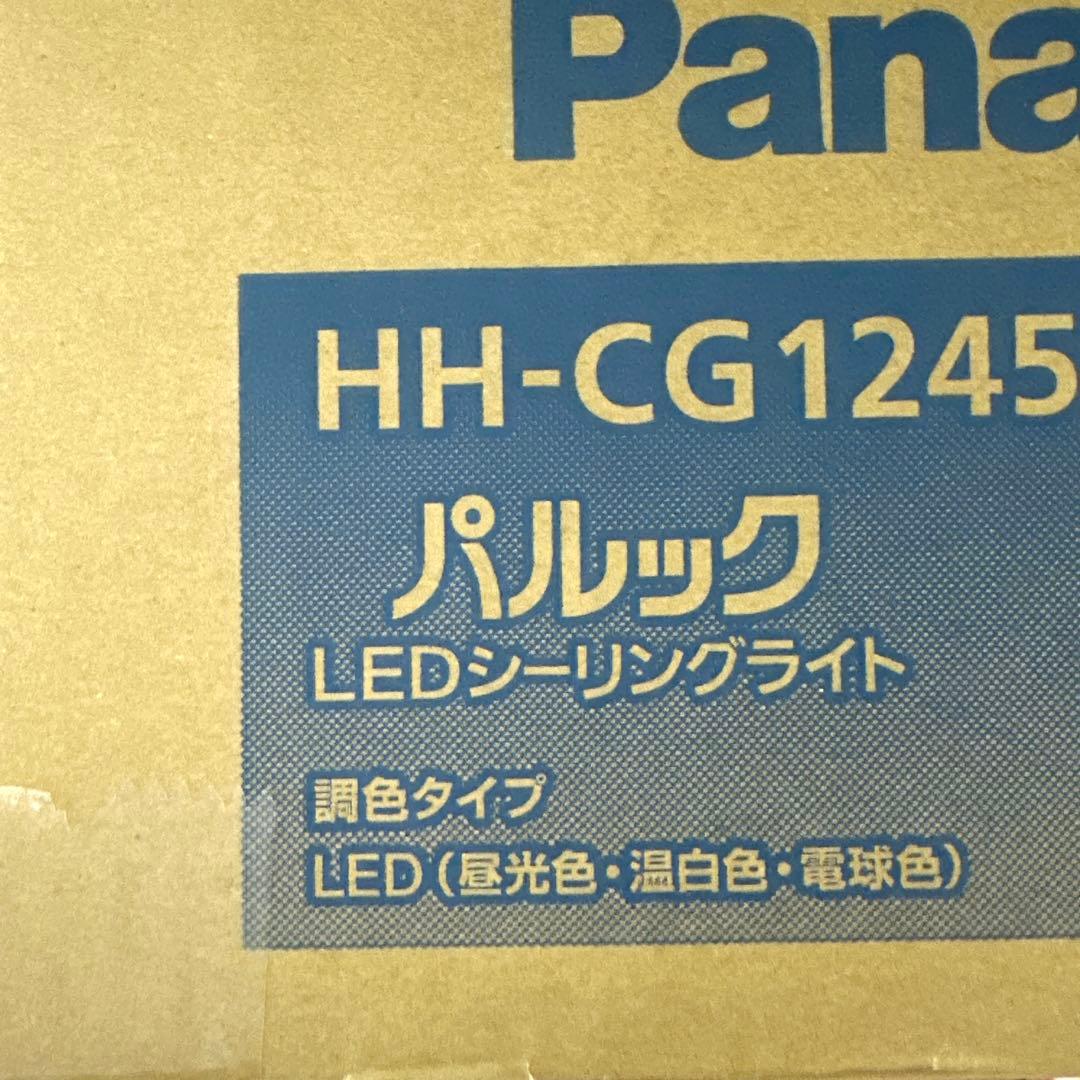 Pana
HH-CG1245
パルック
LEDシーリングライト
調色タイプ
LED(昼光色・温白色・電球色)